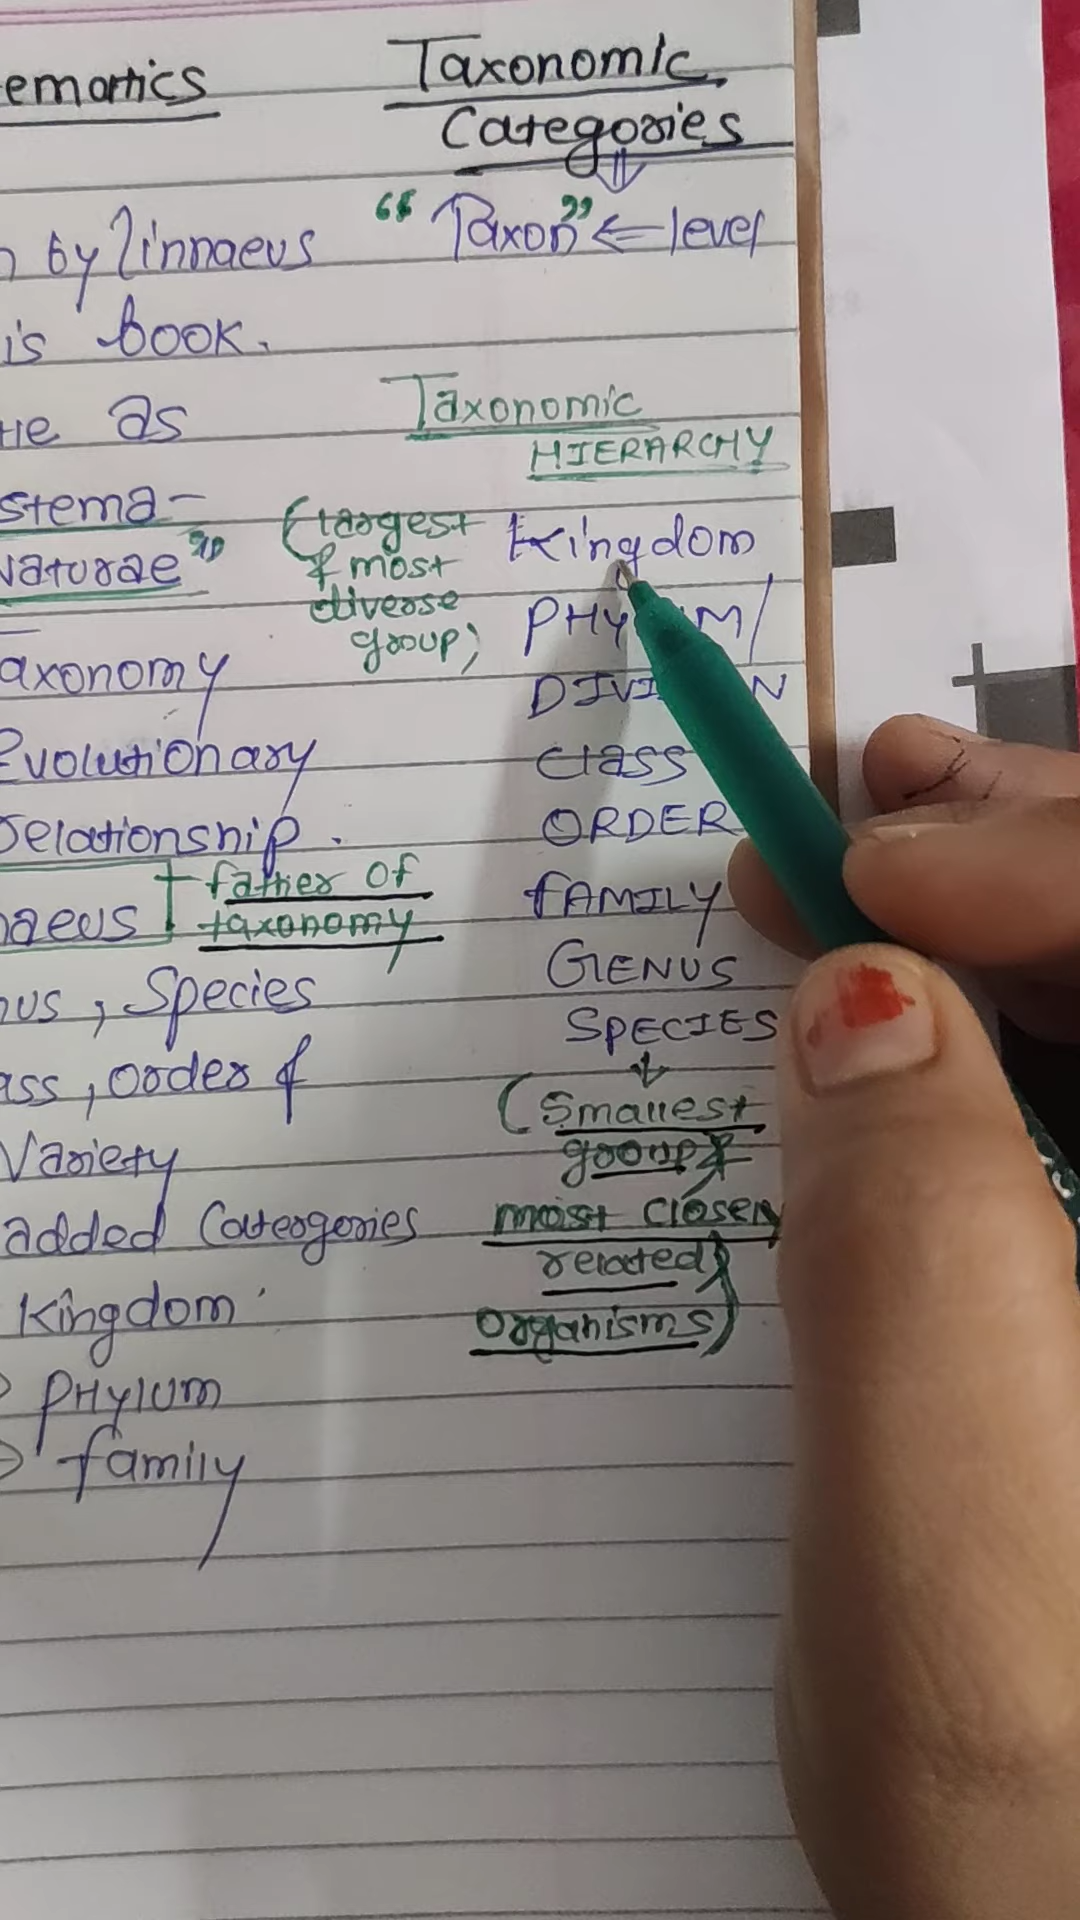 ematics
n by Linnaeus
is book.
He as
stema-
Naturae"
axonomy
Evolutionary
relationship.
naeus father of
taxonomy
nus, Species
ass, order &
Variety
added Catergories
Kingdom
PHYlUM
family
Taxonomic
Categories
"Taxon" ← level
Taxonomic
HIERARCHY
(largest Kingdom
& most
diverse
group)
PHY M/
DIVI N
Class
ORDER
fAMILY
GENUS
SPECIES
↓
(Smallest
group &
most closely
related
organisms)